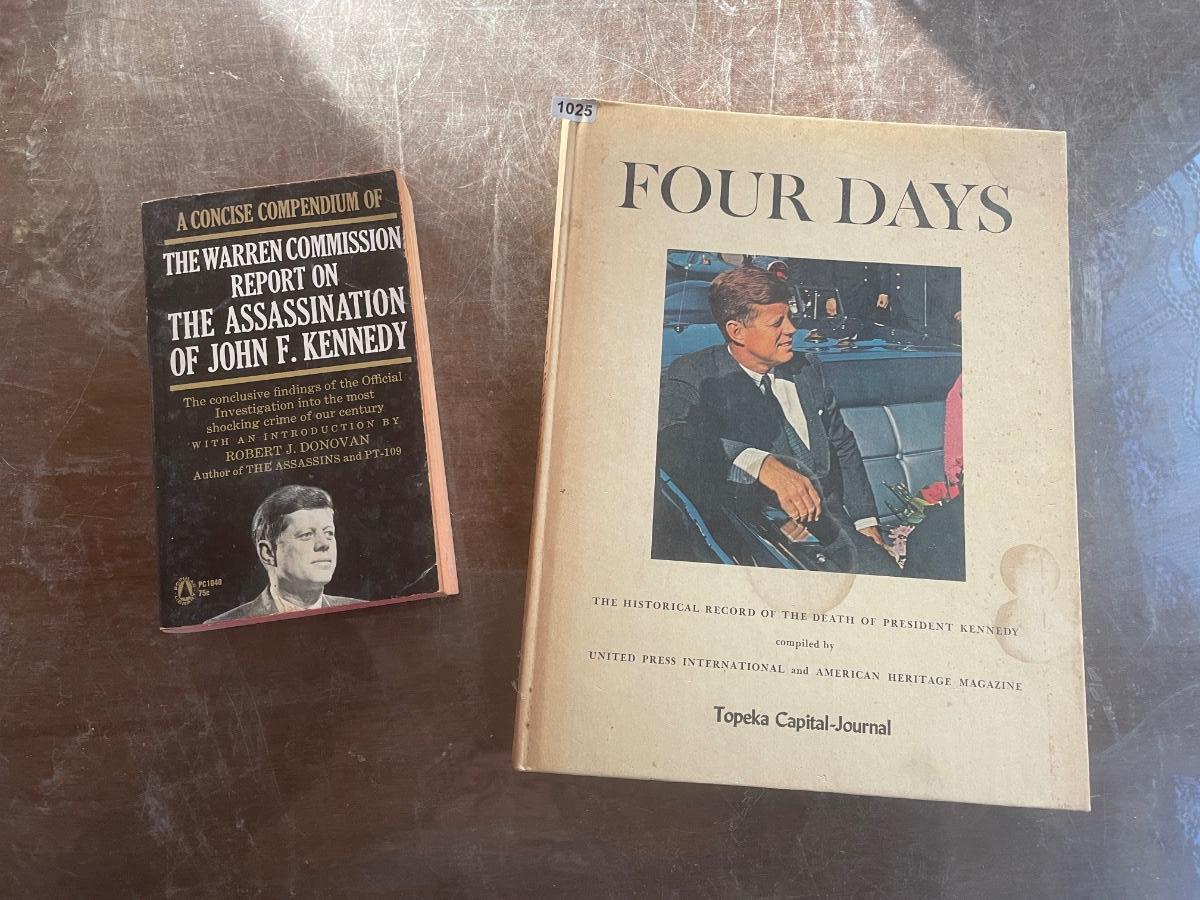 A CONCISE COMPENDIUM OF
THE WARREN COMMISSION
REPORT ON
THE ASSASSINATION
OF JOHN F. KENNEDY
The conclusive findings of the Official
Investigation into the most
shocking crime of our century
WITH AN INTRODUCTION BY
ROBERT J. DONOVAN
Author of THE ASSASSINS and PT-109
PC1040
75¢
1025
FOUR DAYS
THE HISTORICAL RECORD OF THE DEATH OF PRESIDENT KENNEDY
compiled by
UNITED PRESS INTERNATIONAL and AMERICAN HERITAGE MAGAZINE
Topeka Capital-Journal